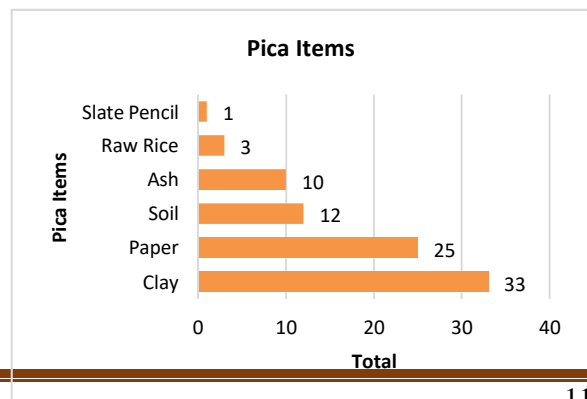 Pica Items
Slate Pencil 1
Raw Rice 3
Ash 10
Soil 12
Paper 25
Clay 33
Pica Items
0 10 20 30 40
Total
11